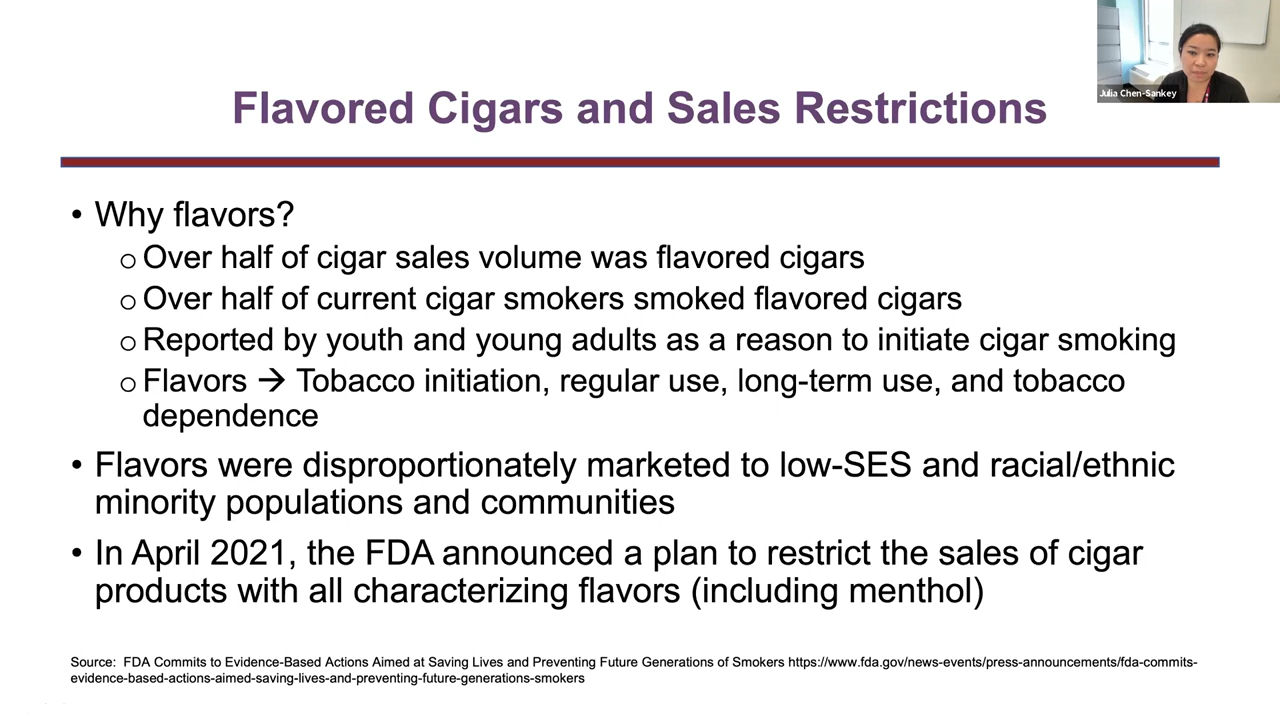 Julia Chen-Sankey
Flavored Cigars and Sales Restrictions
• Why flavors?
o Over half of cigar sales volume was flavored cigars
o Over half of current cigar smokers smoked flavored cigars
o Reported by youth and young adults as a reason to initiate cigar smoking
o Flavors → Tobacco initiation, regular use, long-term use, and tobacco
dependence
• Flavors were disproportionately marketed to low-SES and racial/ethnic
minority populations and communities
• In April 2021, the FDA announced a plan to restrict the sales of cigar
products with all characterizing flavors (including menthol)
Source:  FDA Commits to Evidence-Based Actions Aimed at Saving Lives and Preventing Future Generations of Smokers https://www.fda.gov/news-events/press-announcements/fda-commits-
evidence-based-actions-aimed-saving-lives-and-preventing-future-generations-smokers